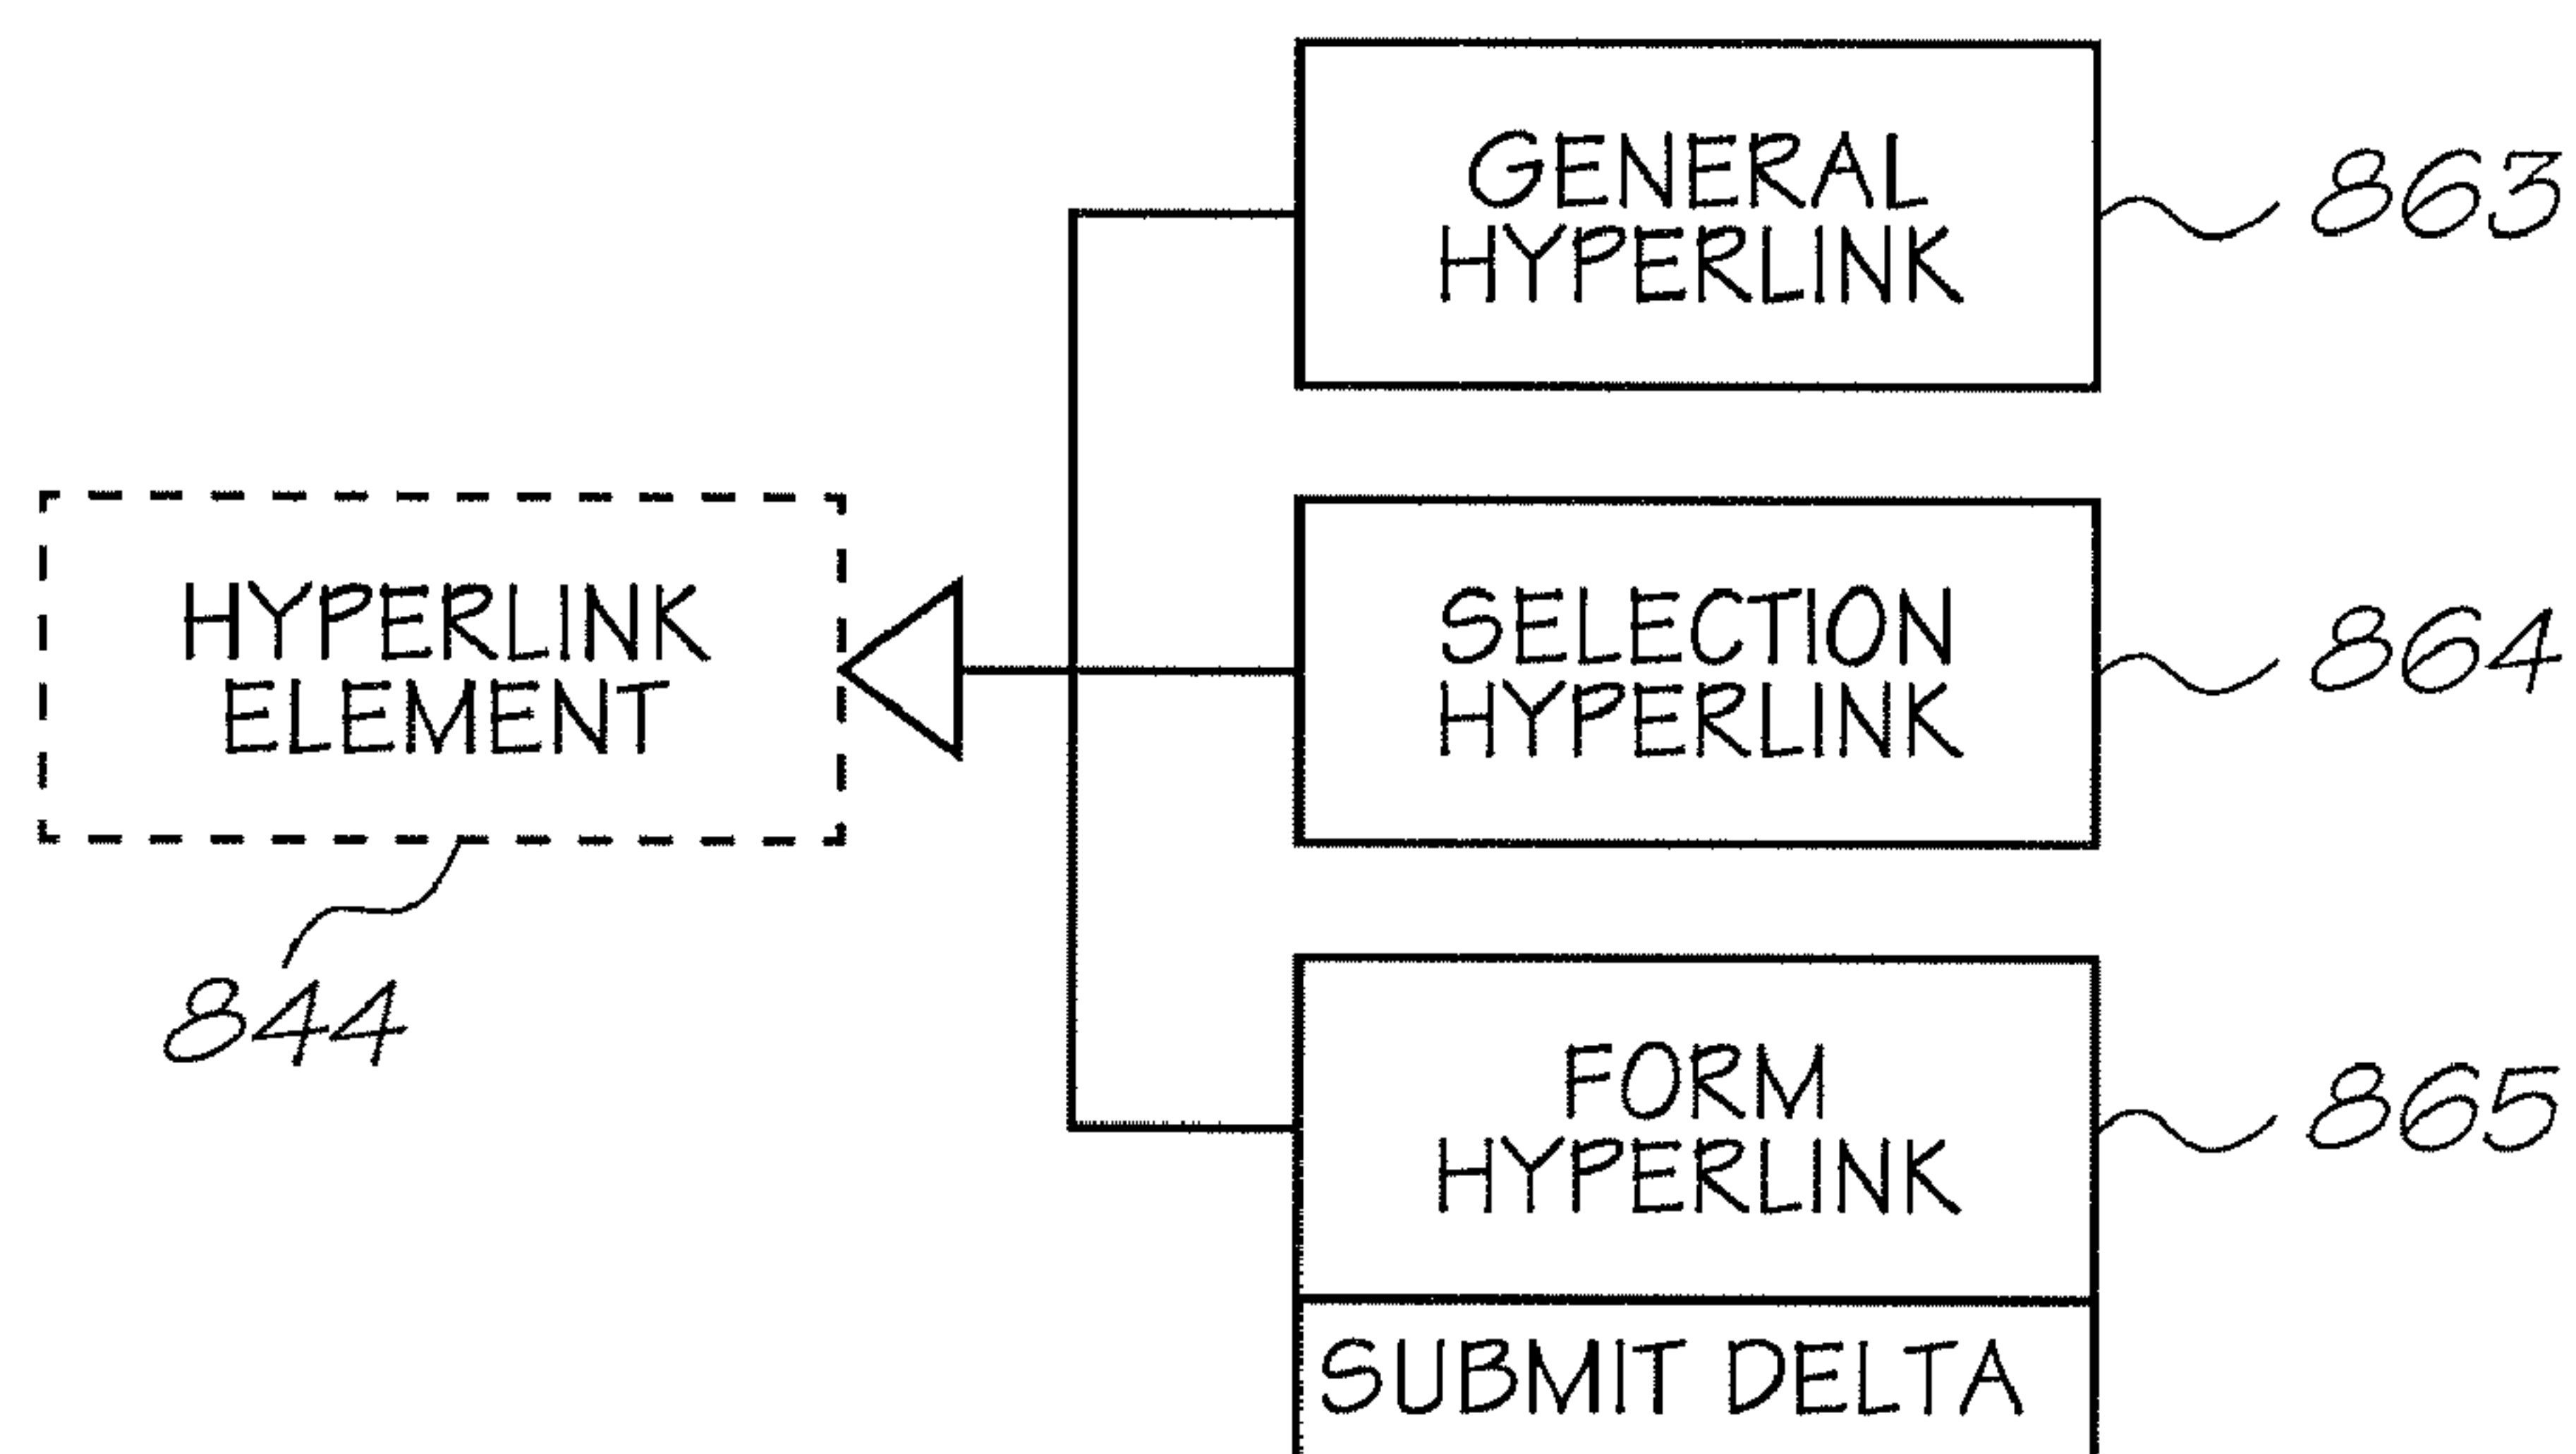 GENERAL
HYPERLINK
863
HYPERLINK
ELEMENT
844
SELECTION
HYPERLINK
864
FORM
HYPERLINK
865
SUBMIT DELTA